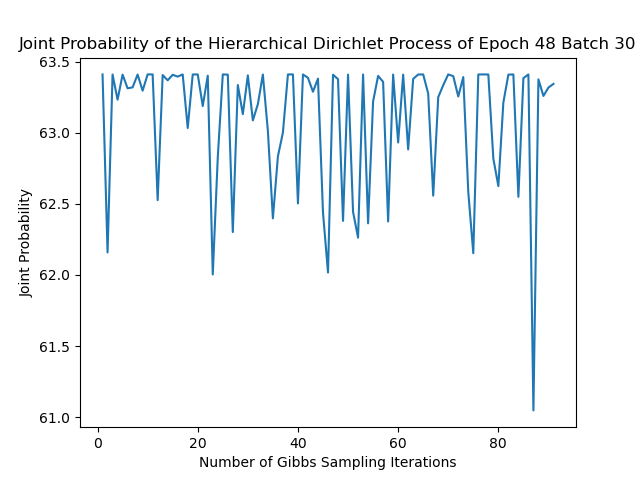 Joint Probability of the Hierarchical Dirichlet Process of Epoch 48 Batch 30
63.5
63.0
62.5
62.0
61.5
61.0
Joint Probability
0 20 40 60 80
Number of Gibbs Sampling Iterations